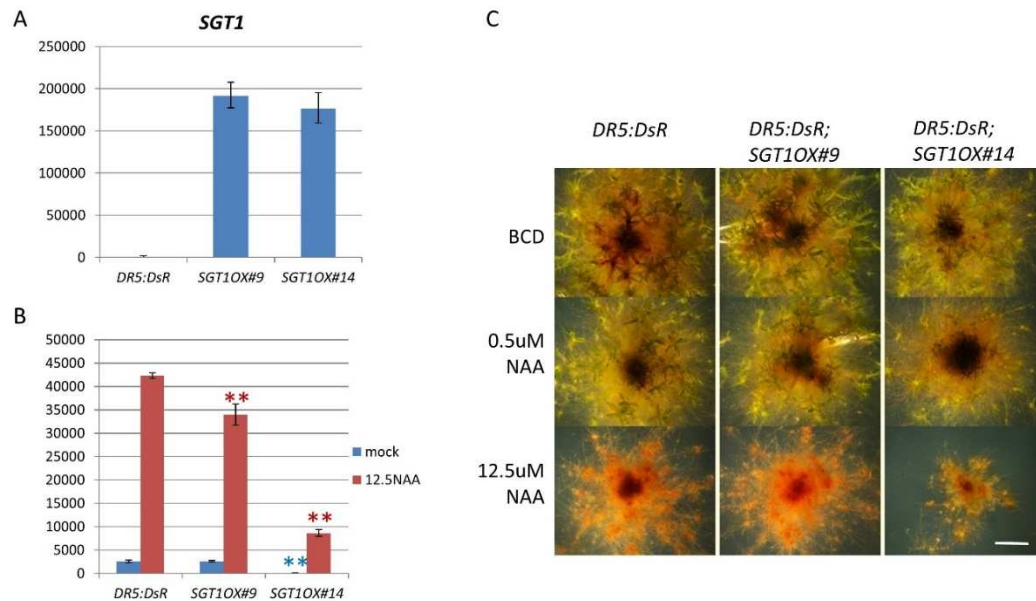 A
SGT1
250000
200000
150000
100000
50000
0
DR5:DsR SGT1OX#9 SGT1OX#14
B
50000
45000
40000
35000
30000
25000
20000
15000
10000
5000
0
**
**
**
mock
12.5NAA
DR5:DsR SGT1OX#9 SGT1OX#14
C
DR5:DsR
DR5:DsR;
SGT1OX#9
DR5:DsR;
SGT1OX#14
BCD
0.5uM
NAA
12.5uM
NAA